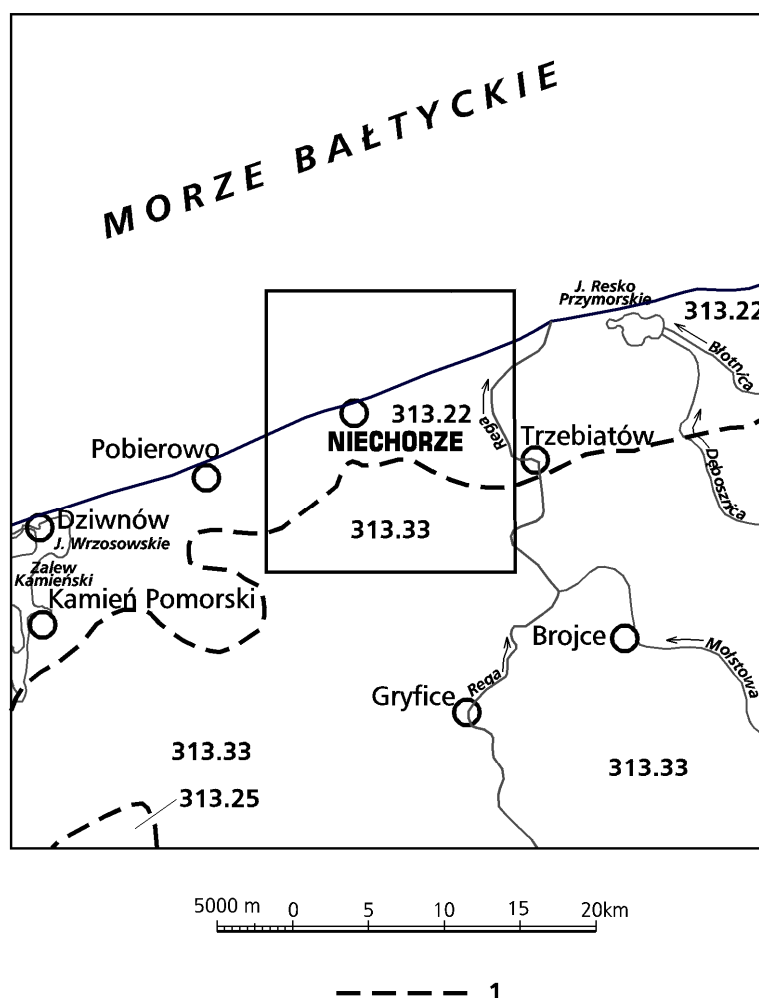 MORZE BAŁTYCKIE
J. Resko
Przymorskie
313.22
Błotnica
313.22
NIECHORZE
Rega
Trzebiatów
Pobierowo
Dębosznica
Dziwnów
J. Wrzosowskie
313.33
Zalew
Kamieński
Kamień Pomorski
Brojce
Mołstowa
Rega
Gryfice
313.33
313.33
313.25
5000 m 0 5 10 15 20km
1